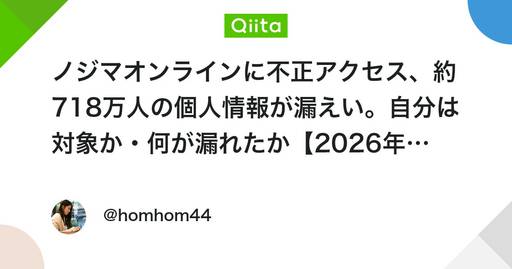 Qiita
ノジマオンラインに不正アクセス、約
718万人の個人情報が漏えい。自分は
対象か・何が漏れたか【2026年…
@homhom44